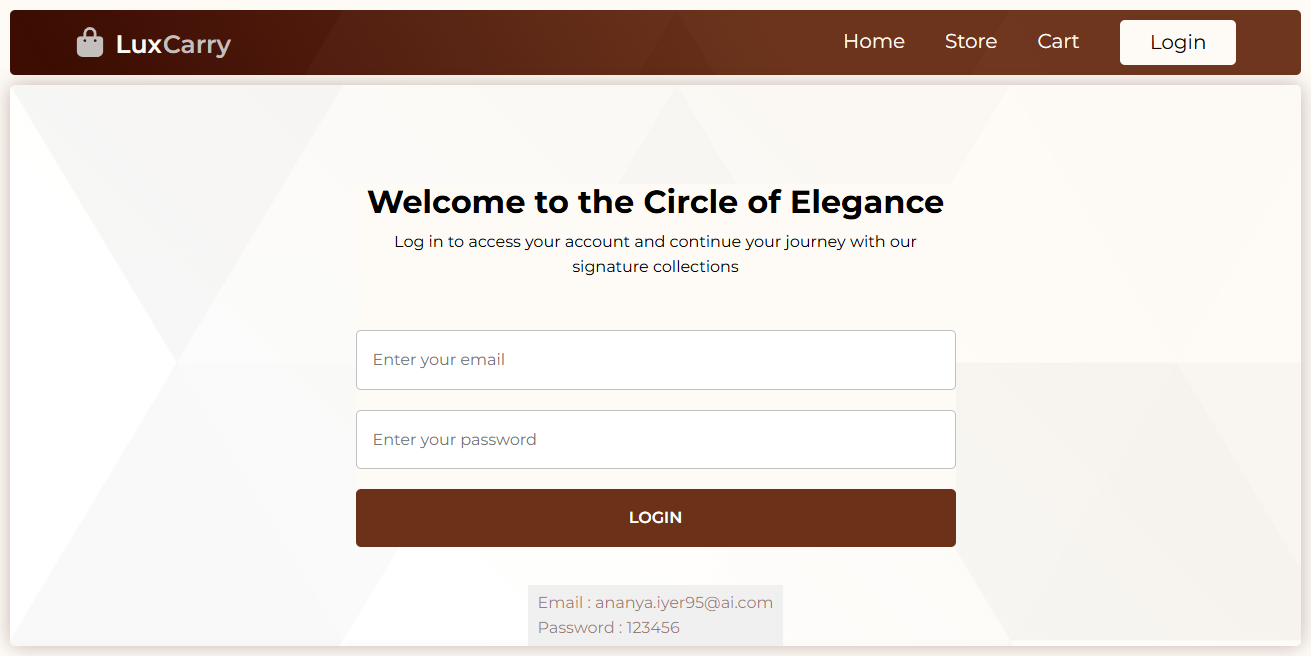 LuxCarry
Home Store Cart Login
Welcome to the Circle of Elegance
Log in to access your account and continue your journey with our
signature collections
Enter your email
Enter your password
LOGIN
Email : ananya.iyer95@ai.com
Password : 123456